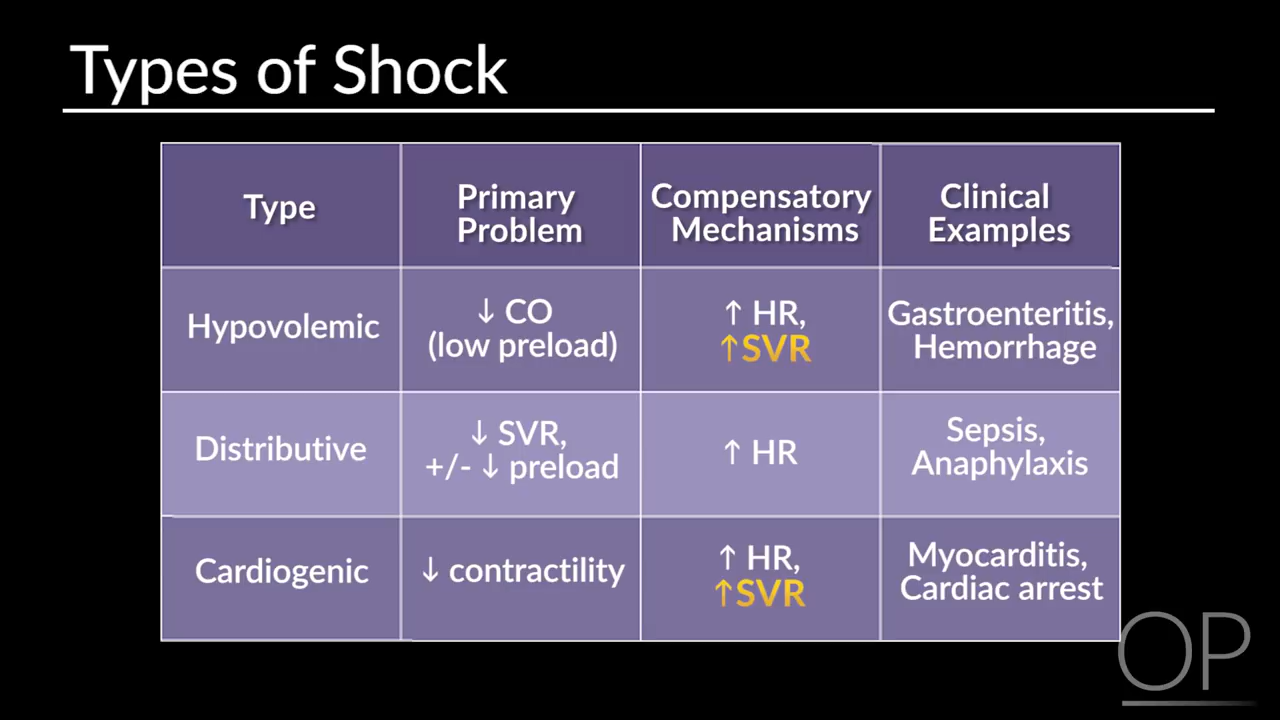 Types of Shock
Type
Primary
Problem
Compensatory
Mechanisms
Clinical
Examples
Hypovolemic
↓ CO
(low preload)
↑ HR,
↑SVR
Gastroenteritis,
Hemorrhage
Distributive
↓ SVR,
+/- ↓ preload
↑ HR
Sepsis,
Anaphylaxis
Cardiogenic
↓ contractility
↑ HR,
↑SVR
Myocarditis,
Cardiac arrest
OP